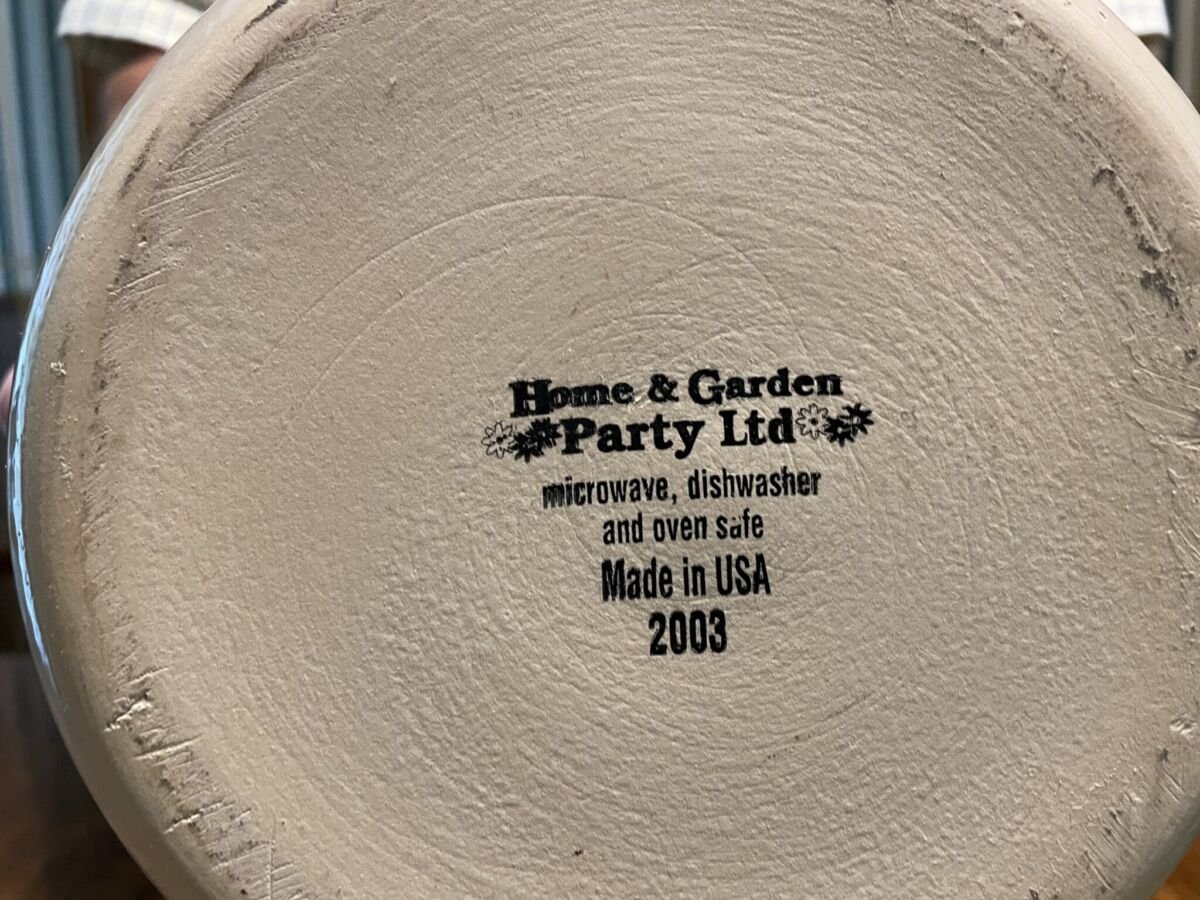 Home & Garden
Party Ltd
microwave, dishwasher
and oven safe
Made in USA
2003